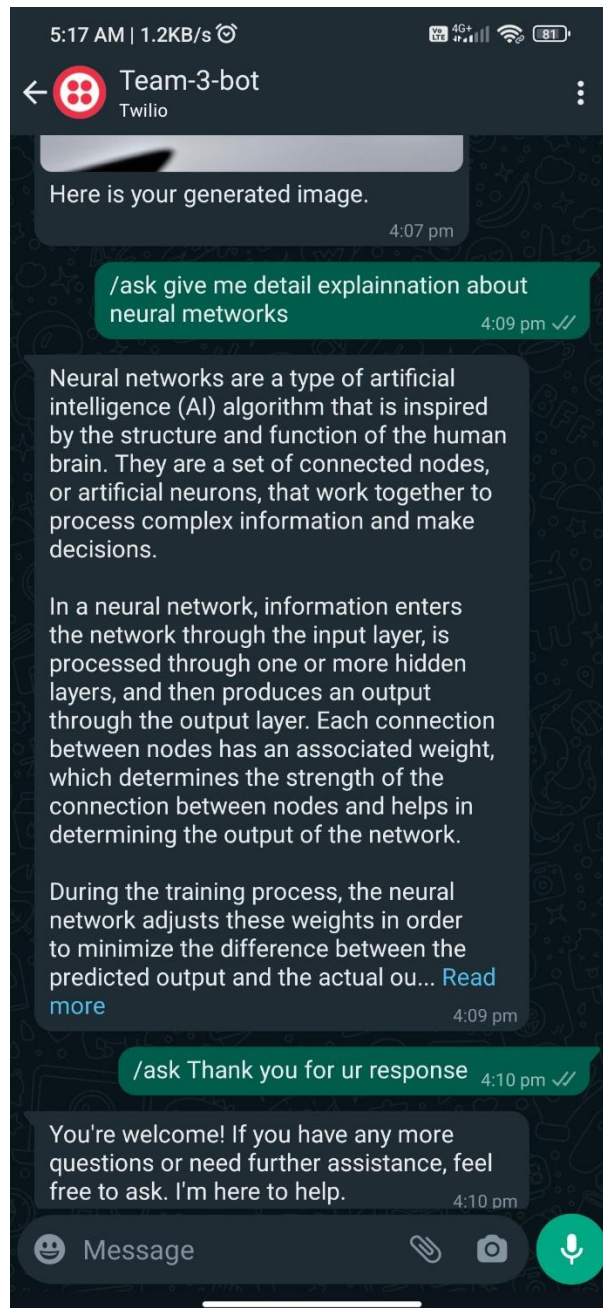 5:17 AM | 1.2KB/s
Vo LTE 4G+ 81
Team-3-bot
Twilio
Here is your generated image.
4:07 pm
/ask give me detail explainnation about
neural metworks
4:09 pm
Neural networks are a type of artificial
intelligence (AI) algorithm that is inspired
by the structure and function of the human
brain. They are a set of connected nodes,
or artificial neurons, that work together to
process complex information and make
decisions.
In a neural network, information enters
the network through the input layer, is
processed through one or more hidden
layers, and then produces an output
through the output layer. Each connection
between nodes has an associated weight,
which determines the strength of the
connection between nodes and helps in
determining the output of the network.
During the training process, the neural
network adjusts these weights in order
to minimize the difference between the
predicted output and the actual ou... Read
more
4:09 pm
/ask Thank you for ur response
4:10 pm
You're welcome! If you have any more
questions or need further assistance, feel
free to ask. I'm here to help.
4:10 pm
Message